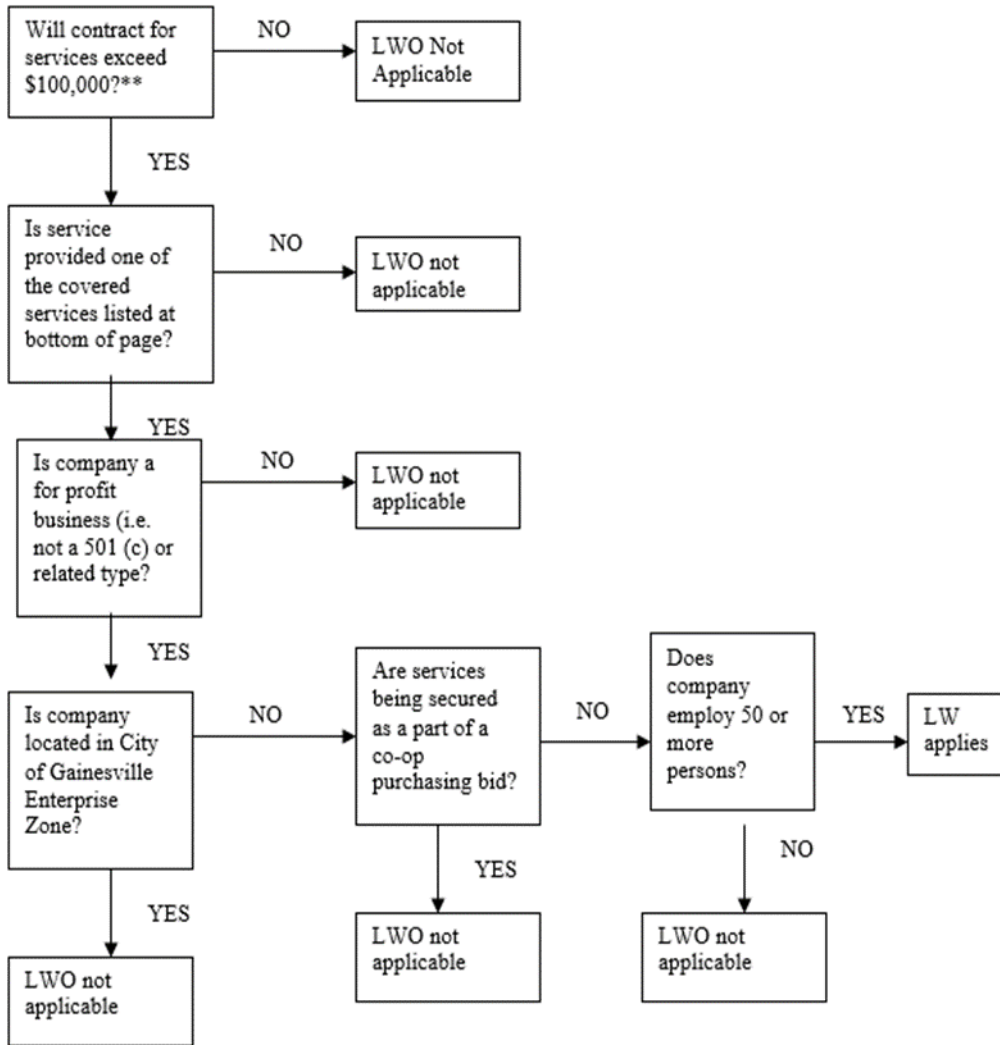 Will contract for
services exceed
$100,000?**
NO
LWO Not
Applicable
YES
Is service
provided one of
the covered
services listed at
bottom of page?
NO
LWO not
applicable
YES
Is company a
for profit
business (i.e.
not a 501 (c) or
related type?
NO
LWO not
applicable
YES
Is company
located in City
of Gainesville
Enterprise
Zone?
NO
Are services
being secured
as a part of a
co-op
purchasing bid?
NO
Does
company
employ 50 or
more
persons?
YES
LW
applies
YES
LWO not
applicable
YES
LWO not
applicable
NO
LWO not
applicable